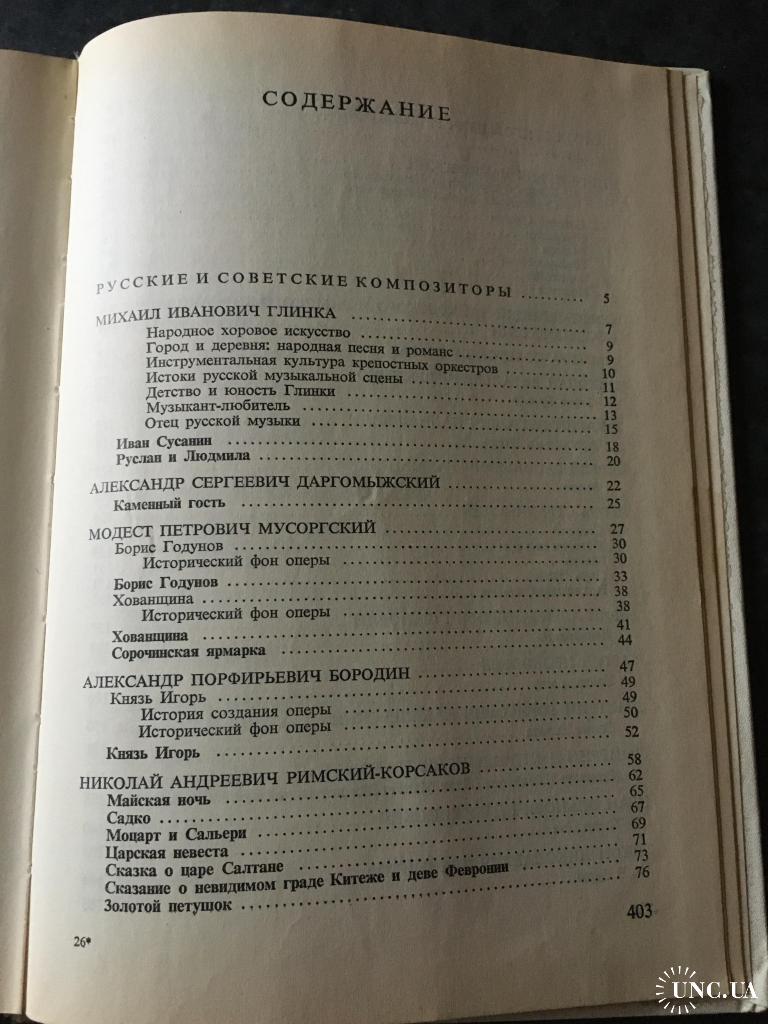 СОДЕРЖАНИЕ
РУССКИЕ И СОВЕТСКИЕ КОМПОЗИТОРЫ ......... 5
МИХАИЛ ИВАНОВИЧ ГЛИНКА ......... 7
Народное хоровое искусство ......... 9
Город и деревня: народная песня и романс ......... 9
Инструментальная культура крепостных оркестров ......... 10
Истоки русской музыкальной сцены ......... 11
Детство и юность Глинки ......... 12
Музыкант-любитель ......... 13
Отец русской музыки ......... 15
Иван Сусанин ......... 18
Руслан и Людмила ......... 20
АЛЕКСАНДР СЕРГЕЕВИЧ ДАРГОМЫЖСКИЙ ......... 22
Каменный гость ......... 25
МОДЕСТ ПЕТРОВИЧ МУСОРГСКИЙ ......... 27
Борис Годунов ......... 30
Исторический фон оперы ......... 30
Борис Годунов ......... 33
Хованщина ......... 38
Исторический фон оперы ......... 38
Хованщина ......... 41
Сорочинская ярмарка ......... 44
АЛЕКСАНДР ПОРФИРЬЕВИЧ БОРОДИН ......... 47
Князь Игорь ......... 49
История создания оперы ......... 49
Исторический фон оперы ......... 50
Князь Игорь ......... 52
НИКОЛАЙ АНДРЕЕВИЧ РИМСКИЙ-КОРСАКОВ ......... 58
Майская ночь ......... 62
Садко ......... 65
Моцарт и Сальери ......... 67
Царская невеста ......... 69
Сказка о царе Салтане ......... 71
Сказание о невидимом граде Китеже и деве Февронии ......... 73
Золотой петушок ......... 76
403
26*
UNC.UA